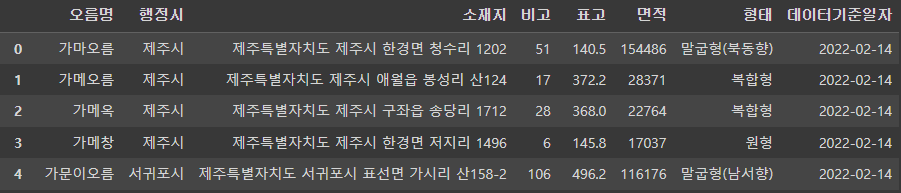 오름명 행정시 소재지 비고 표고 면적 형태 데이터기준일자
0 가마오름 제주시 제주특별자치도 제주시 한경면 청수리 1202 51 140.5 154486 말굽형(북동향) 2022-02-14
1 가메오름 제주시 제주특별자치도 제주시 애월읍 봉성리 산124 17 372.2 28371 복합형 2022-02-14
2 가메옥 제주시 제주특별자치도 제주시 구좌읍 송당리 1712 28 368.0 22764 복합형 2022-02-14
3 가메창 제주시 제주특별자치도 제주시 한경면 저지리 1496 6 145.8 17037 원형 2022-02-14
4 가문이오름 서귀포시 제주특별자치도 서귀포시 표선면 가시리 산158-2 106 496.2 116176 말굽형(남서향) 2022-02-14